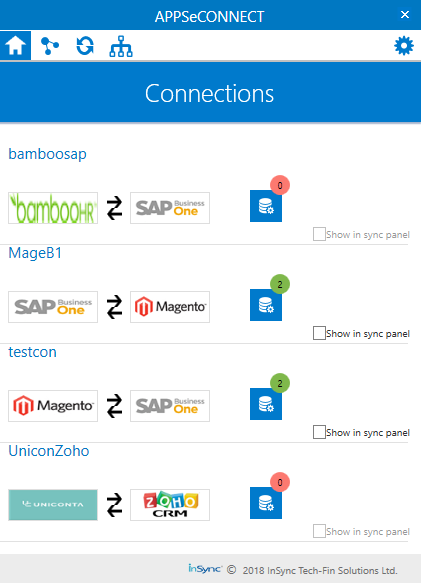 APPSeCONNECT
Connections
bamboosap
bambooHR SAP Business One
0
Show in sync panel
MageB1
SAP Business One Magento
2
Show in sync panel
testcon
Magento SAP Business One
2
Show in sync panel
UniconZoho
UNICONTA ZOHO CRM
0
Show in sync panel
inSync © 2018 InSync Tech-Fin Solutions Ltd.